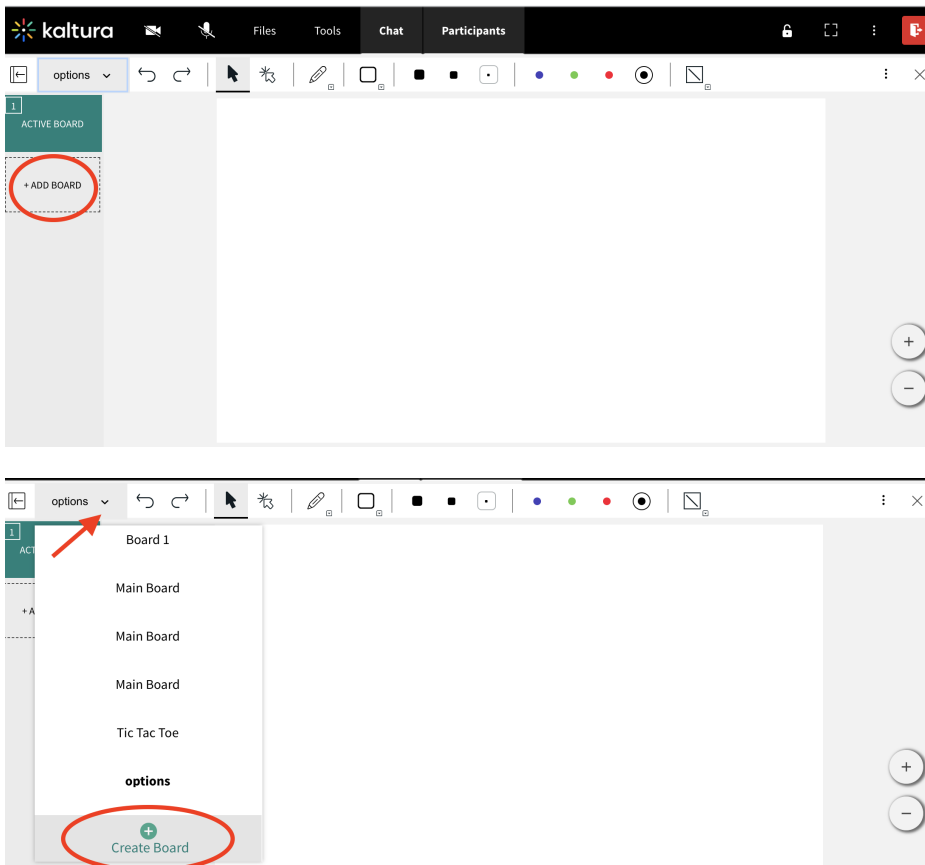 kaltura Files Tools Chat Participants
options
1
ACTIVE BOARD
+ ADD BOARD
+
−
options
1
ACT
Board 1
Main Board
+ A
Main Board
Main Board
Tic Tac Toe
options
Create Board
+
−